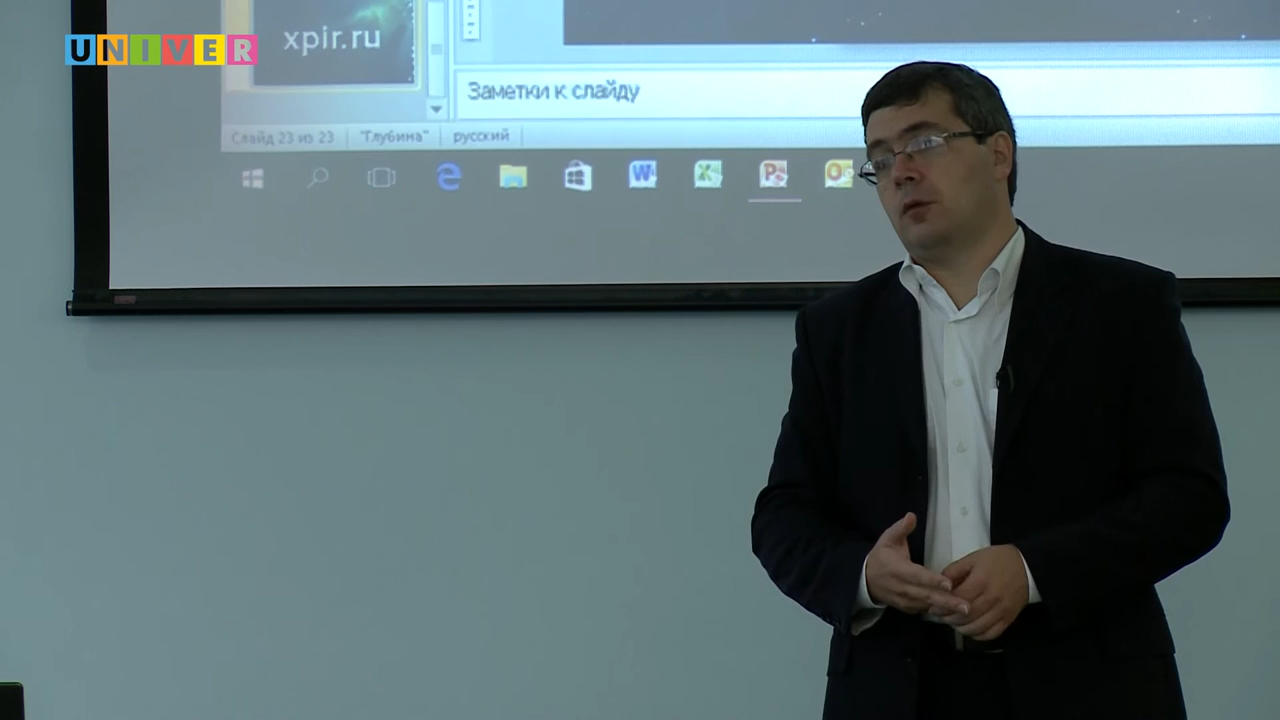 UNIVER
xpir.ru
Заметки к слайду
Слайд 23 из 23
"Глубина"
русский